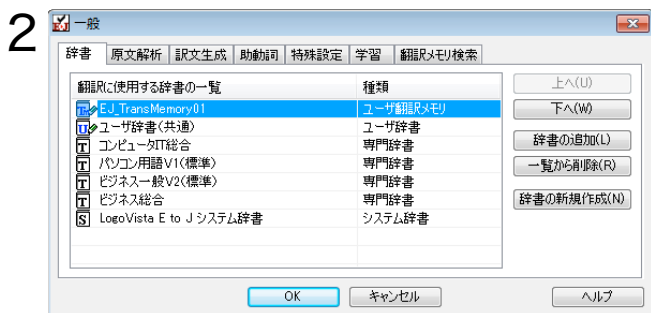 2
一般
辞書 原文解析 訳文生成 助動詞 特殊設定 学習 翻訳メモリ検索
翻訳に使用する辞書の一覧 種類
EJ_TransMemory01 ユーザ翻訳メモリ
ユーザ辞書(共通) ユーザ辞書
コンピュータIT総合 専門辞書
パソコン用語V1(標準) 専門辞書
ビジネス一般V2(標準) 専門辞書
ビジネス総合 専門辞書
LogoVista E to J システム辞書 システム辞書
上へ(U)
下へ(W)
辞書の追加(L)
一覧から削除(R)
辞書の新規作成(N)
OK キャンセル ヘルプ